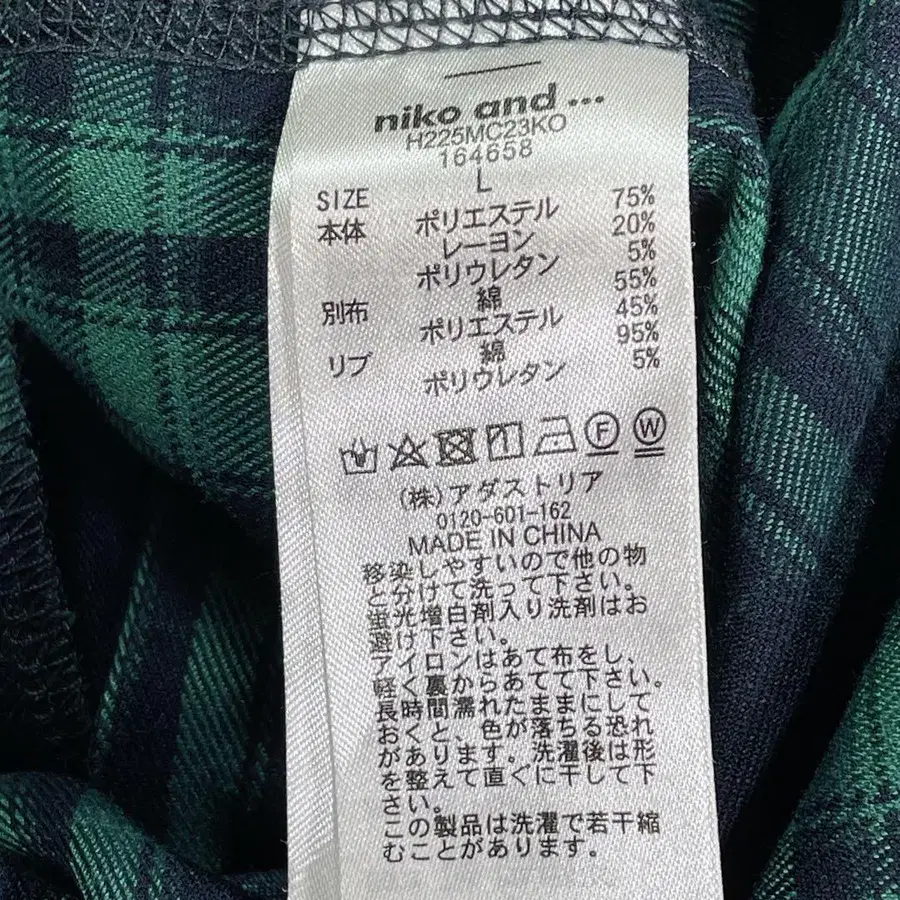 niko and ...
H225MC23KO
164658
SIZE L
本体 ポリエステル 75%
レーヨン 20%
ポリウレタン 5%
別布 綿 55%
ポリエステル 45%
リブ 綿 95%
ポリウレタン 5%
F W
(株)アダストリア
0120-601-162
MADE IN CHINA
移染しやすいので他の物
と分けて洗って下さい。
蛍光増白剤入り洗剤はお
避け下さい。
アイロンはあて布をし、
軽く裏からあてて下さい。
長時間濡れたままにして
おくと、色が落ちる恐れ
があります。洗濯後は形
を整えて直ぐに干して下
さい。
この製品は洗濯で若干縮
むことがあります。